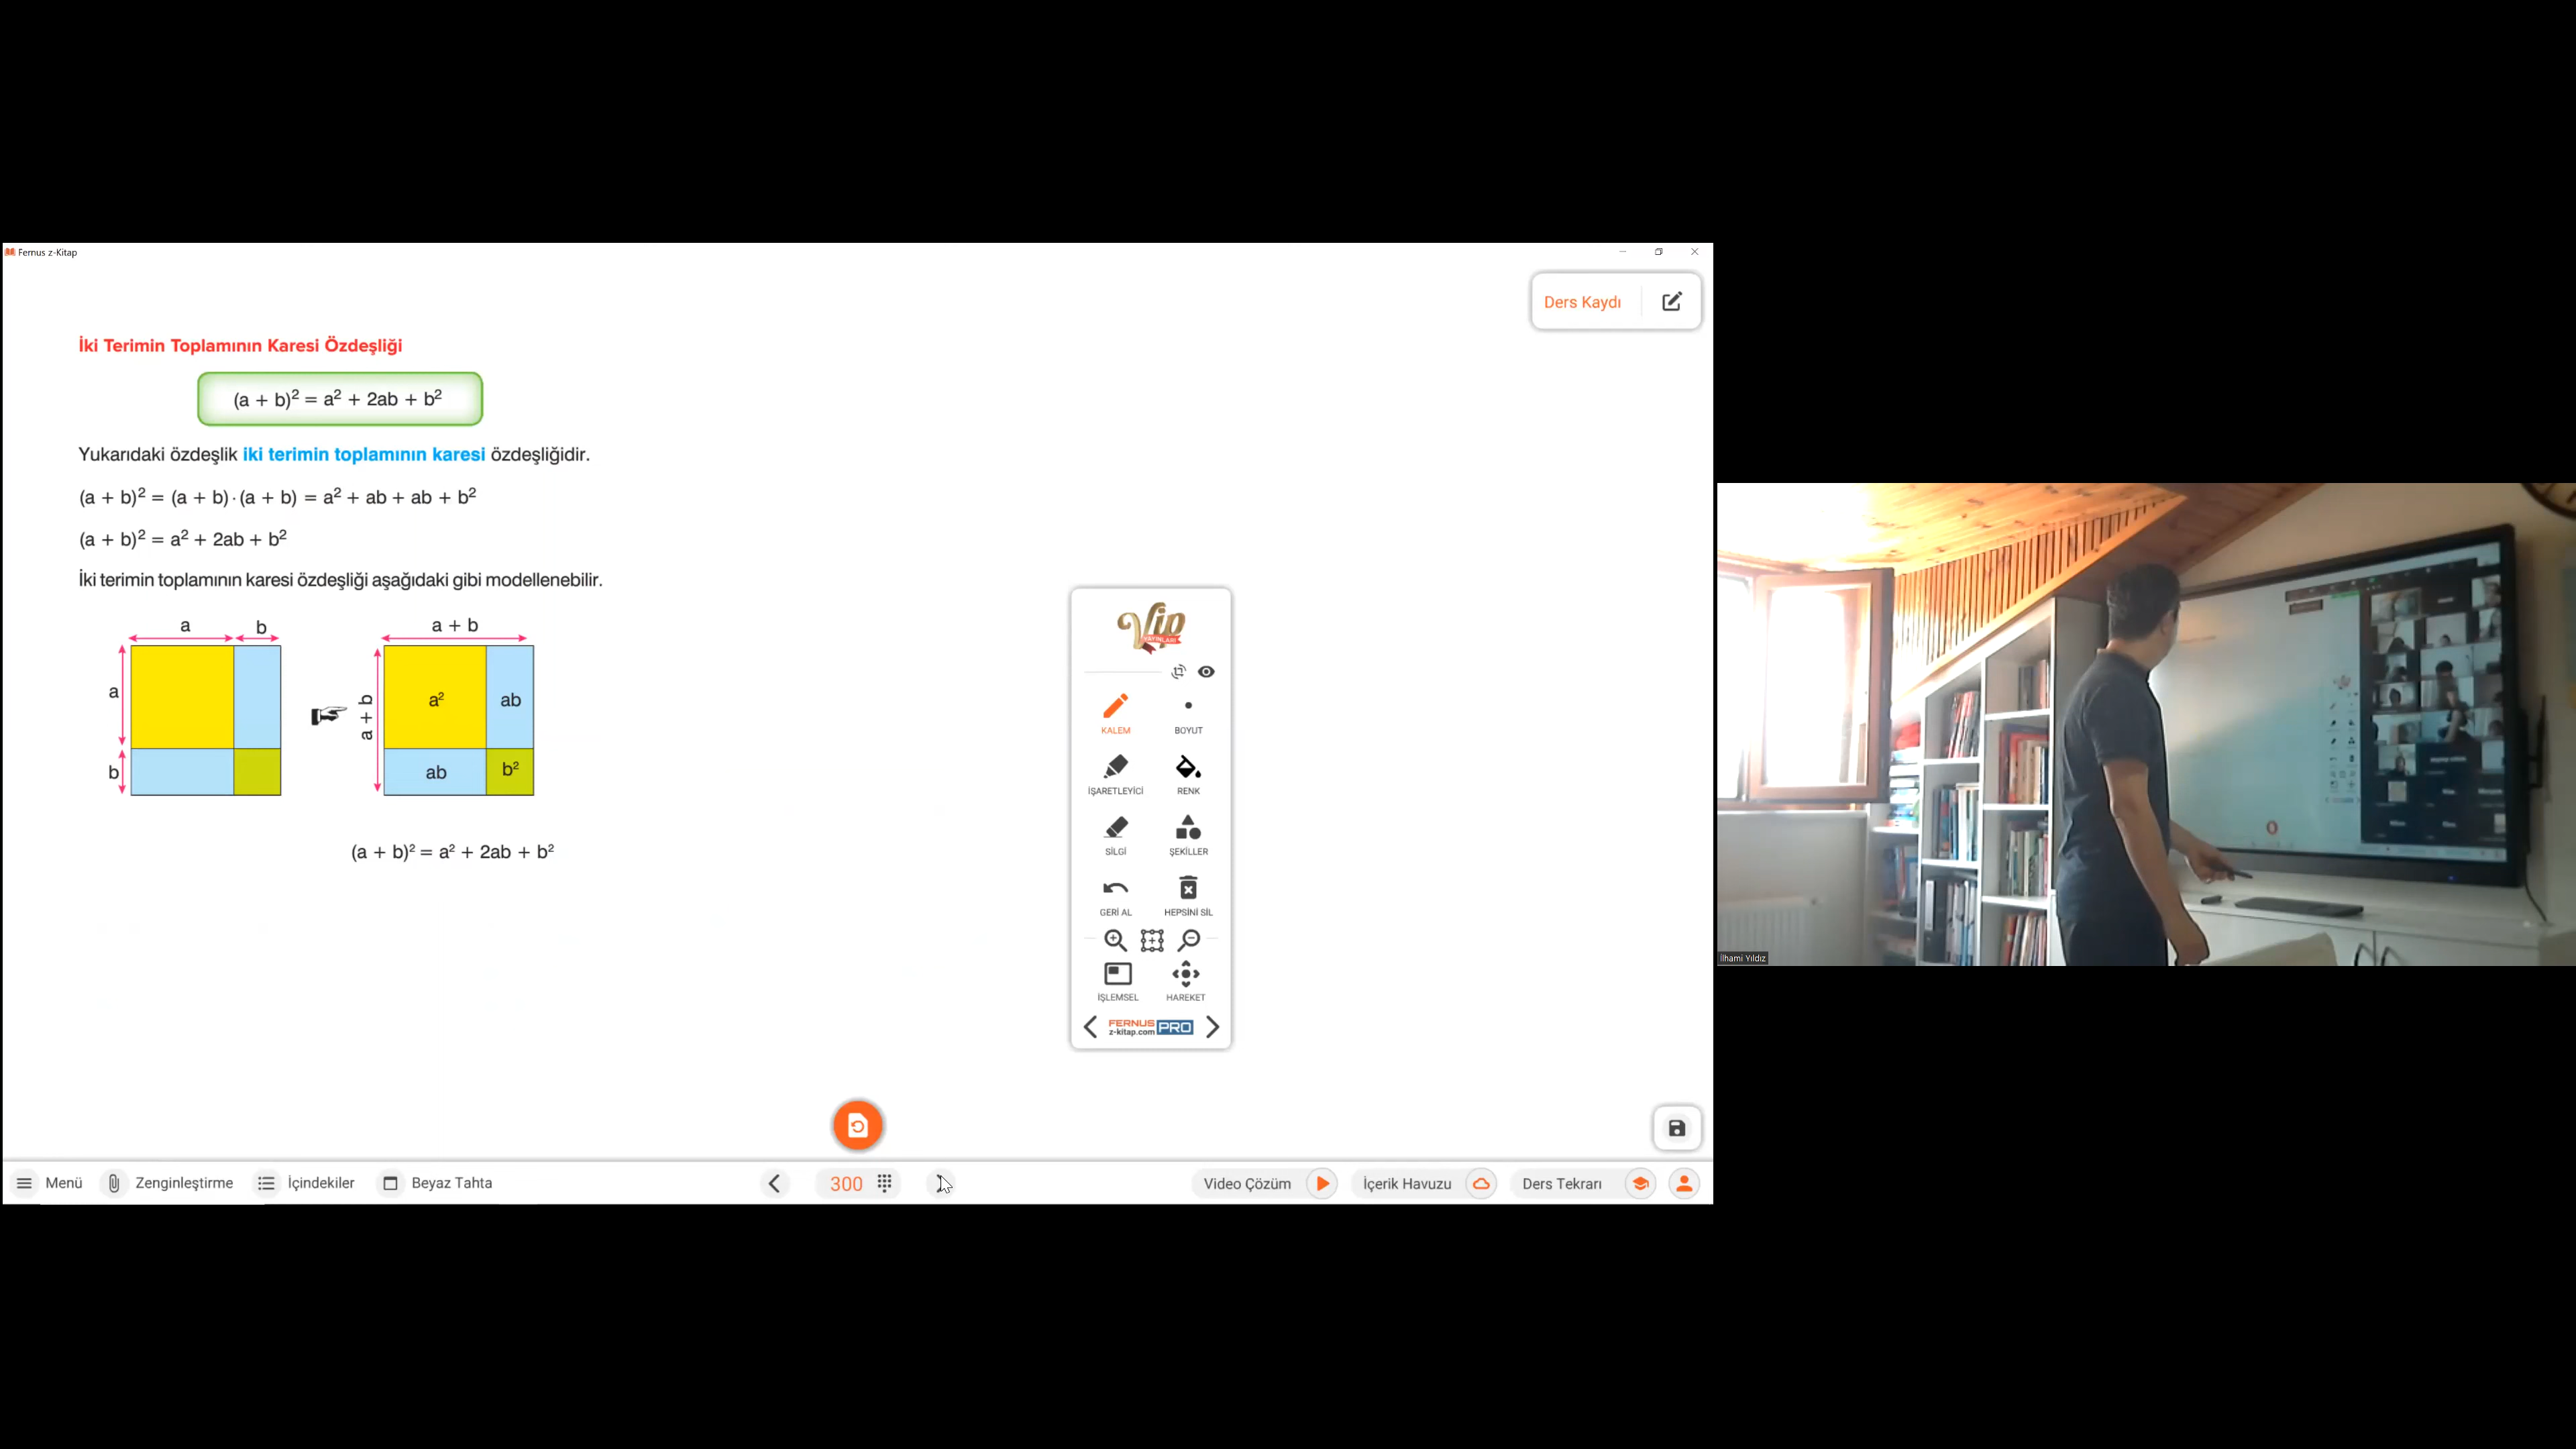 Fernus z-Kitap
Ders Kaydı
İki Terimin Toplamının Karesi Özdeşliği
(a + b)² = a² + 2ab + b²
Yukarıdaki özdeşlik iki terimin toplamının karesi özdeşliğidir.
(a + b)² = (a + b) · (a + b) = a² + ab + ab + b²
(a + b)² = a² + 2ab + b²
İki terimin toplamının karesi özdeşliği aşağıdaki gibi modellenebilir.
a b
a
b
a + b
a + b
a² ab
ab b²
(a + b)² = a² + 2ab + b²
Vip
YAYINLARI
KALEM BOYUT
İŞARETLEYİCİ RENK
SİLGİ ŞEKİLLER
GERİ AL HEPSİNİ SİL
İŞLEMSEL HAREKET
FERNUS PRO
z-kitap.com
Menü Zenginleştirme İçindekiler Beyaz Tahta 300 Video Çözüm İçerik Havuzu Ders Tekrarı
İlhami Yıldız